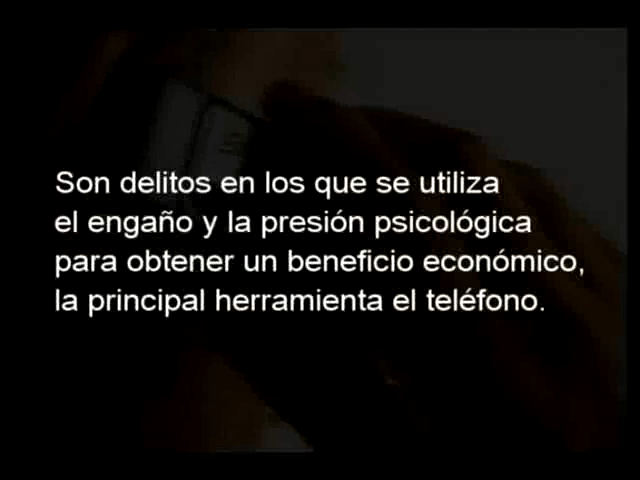 Son delitos en los que se utiliza
el engaño y la presión psicológica
para obtener un beneficio económico,
la principal herramienta el teléfono.